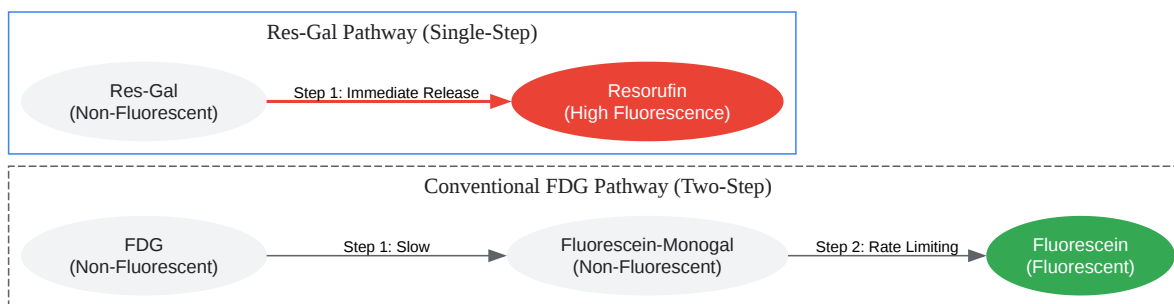 Res-Gal Pathway (Single-Step)
Res-Gal
(Non-Fluorescent)
Step 1: Immediate Release
Resorufin
(High Fluorescence)
Conventional FDG Pathway (Two-Step)
FDG
(Non-Fluorescent)
Step 1: Slow
Fluorescein-Monogal
(Non-Fluorescent)
Step 2: Rate Limiting
Fluorescein
(Fluorescent)